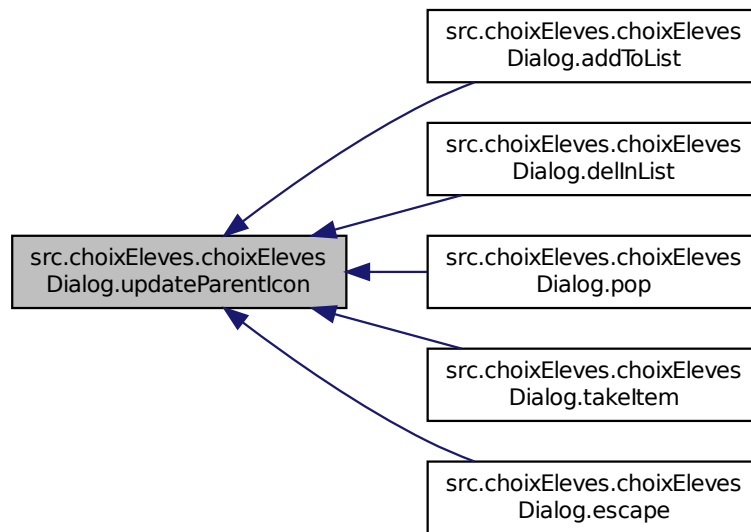 src.choixEleves.choixEleves
Dialog.addToList
src.choixEleves.choixEleves
Dialog.delInList
src.choixEleves.choixEleves
Dialog.updateParentIcon
src.choixEleves.choixEleves
Dialog.pop
src.choixEleves.choixEleves
Dialog.takeItem
src.choixEleves.choixEleves
Dialog.escape